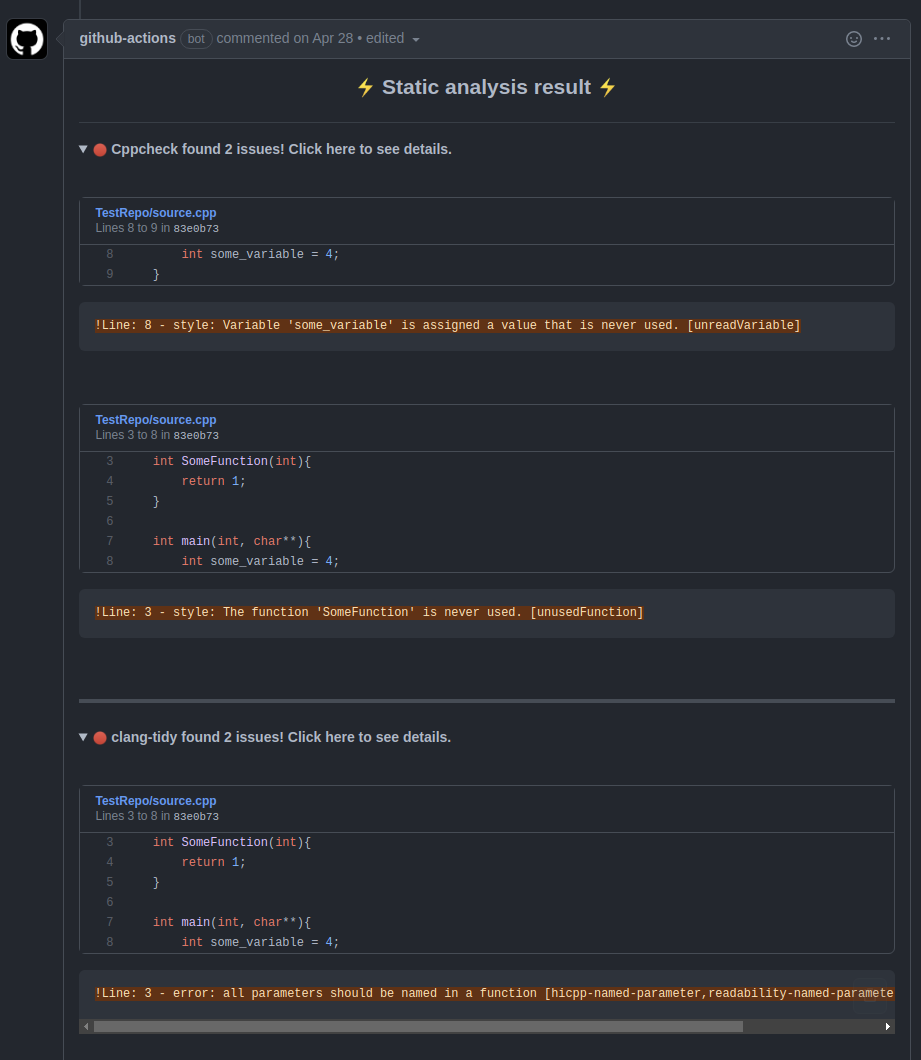 github-actions bot commented on Apr 28 • edited
⚡ Static analysis result ⚡
Cppcheck found 2 issues! Click here to see details.
TestRepo/source.cpp
Lines 8 to 9 in 83e0b73
8 int some_variable = 4;
9 }
!Line: 8 - style: Variable 'some_variable' is assigned a value that is never used. [unreadVariable]
TestRepo/source.cpp
Lines 3 to 8 in 83e0b73
3 int SomeFunction(int){
4 return 1;
5 }
6
7 int main(int, char**){
8 int some_variable = 4;
!Line: 3 - style: The function 'SomeFunction' is never used. [unusedFunction]
clang-tidy found 2 issues! Click here to see details.
TestRepo/source.cpp
Lines 3 to 8 in 83e0b73
3 int SomeFunction(int){
4 return 1;
5 }
6
7 int main(int, char**){
8 int some_variable = 4;
!Line: 3 - error: all parameters should be named in a function [hicpp-named-parameter,readability-named-paramete